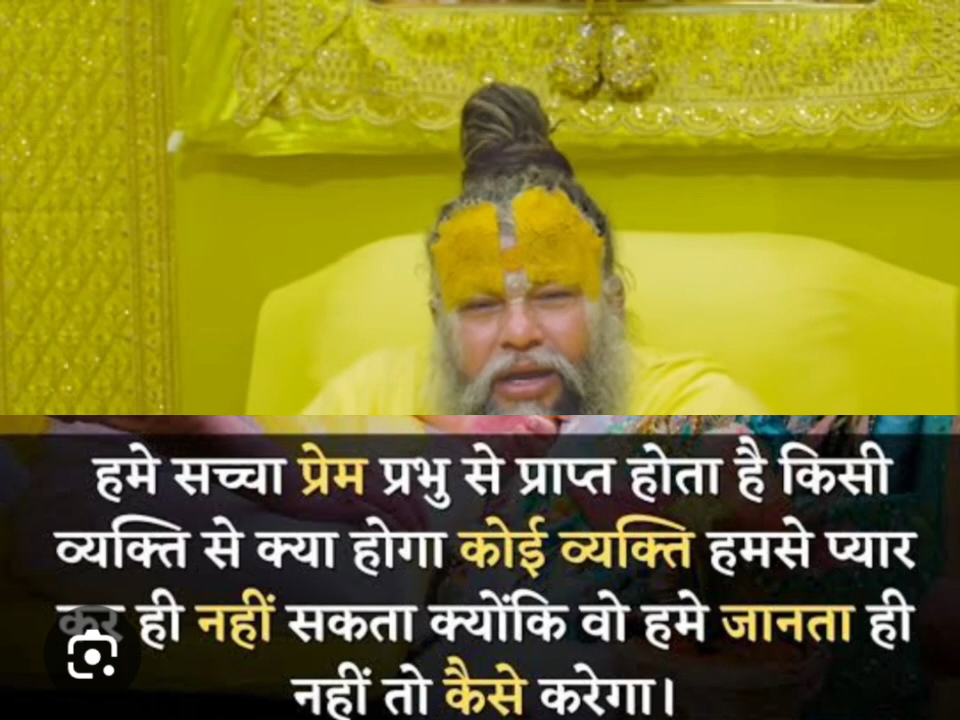 हमे सच्चा प्रेम प्रभु से प्राप्त होता है किसी
व्यक्ति से क्या होगा कोई व्यक्ति हमसे प्यार
कर ही नहीं सकता क्योंकि वो हमे जानता ही
नहीं तो कैसे करेगा।